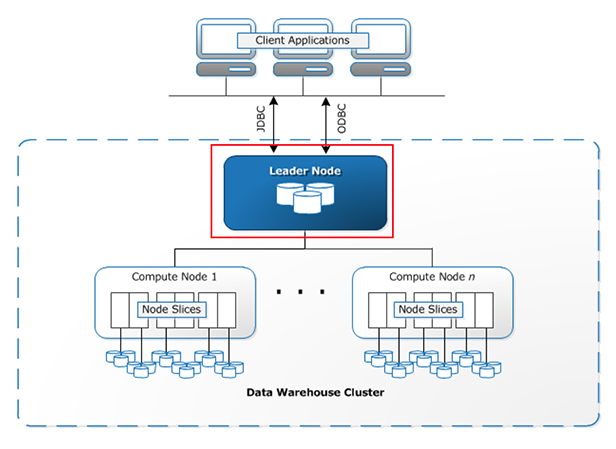 Client Applications
JDBC
ODBC
Leader Node
Compute Node 1
Compute Node n
. . .
Node Slices
Node Slices
Data Warehouse Cluster